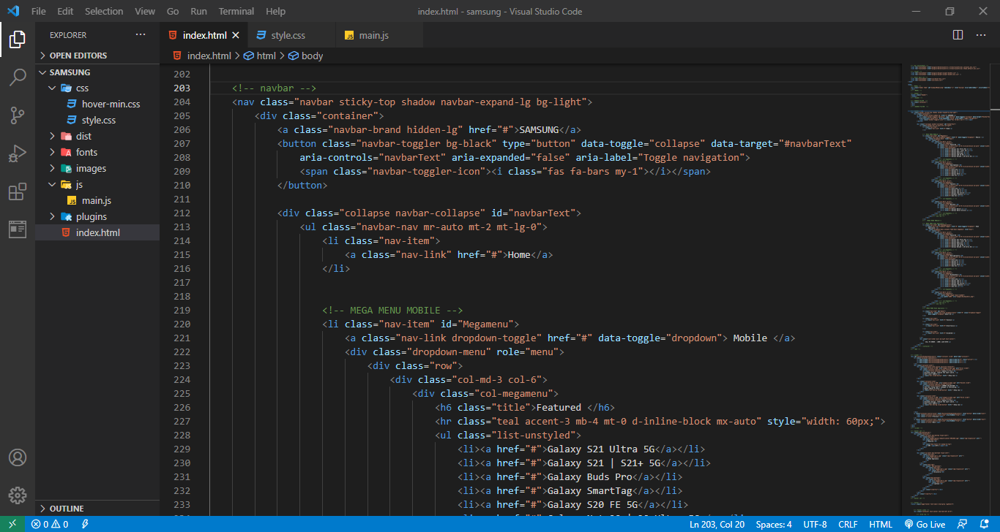 File Edit Selection View Go Run Terminal Help index.html - samsung - Visual Studio Code
EXPLORER
OPEN EDITORS
SAMSUNG
css
hover-min.css
style.css
dist
fonts
images
js
main.js
plugins
index.html
OUTLINE
index.html style.css main.js
index.html > html > body
202
203 <!-- navbar -->
204 <nav class="navbar sticky-top shadow navbar-expand-lg bg-light">
205 <div class="container">
206 <a class="navbar-brand hidden-lg" href="#">SAMSUNG</a>
207 <button class="navbar-toggler bg-black" type="button" data-toggle="collapse" data-target="#navbarText"
208 aria-controls="navbarText" aria-expanded="false" aria-label="Toggle navigation">
209 <span class="navbar-toggler-icon"><i class="fas fa-bars my-1"></i></span>
210 </button>
211
212 <div class="collapse navbar-collapse" id="navbarText">
213 <ul class="navbar-nav mr-auto mt-2 mt-lg-0">
214 <li class="nav-item">
215 <a class="nav-link" href="#">Home</a>
216 </li>
217
218
219 <!-- MEGA MENU MOBILE -->
220 <li class="nav-item" id="Megamenu">
221 <a class="nav-link dropdown-toggle" href="#" data-toggle="dropdown"> Mobile </a>
222 <div class="dropdown-menu" role="menu">
223 <div class="row">
224 <div class="col-md-3 col-6">
225 <div class="col-megamenu">
226 <h6 class="title">Featured </h6>
227 <hr class="teal accent-3 mb-4 mt-0 d-inline-block mx-auto" style="width: 60px;">
228 <ul class="list-unstyled">
229 <li><a href="#">Galaxy S21 Ultra 5G</a></li>
230 <li><a href="#">Galaxy S21 | S21+ 5G</a></li>
231 <li><a href="#">Galaxy Buds Pro</a></li>
232 <li><a href="#">Galaxy SmartTag</a></li>
233 <li><a href="#">Galaxy S20 FE 5G</a></li>
0 0 Ln 203, Col 20 Spaces: 4 UTF-8 CRLF HTML Go Live